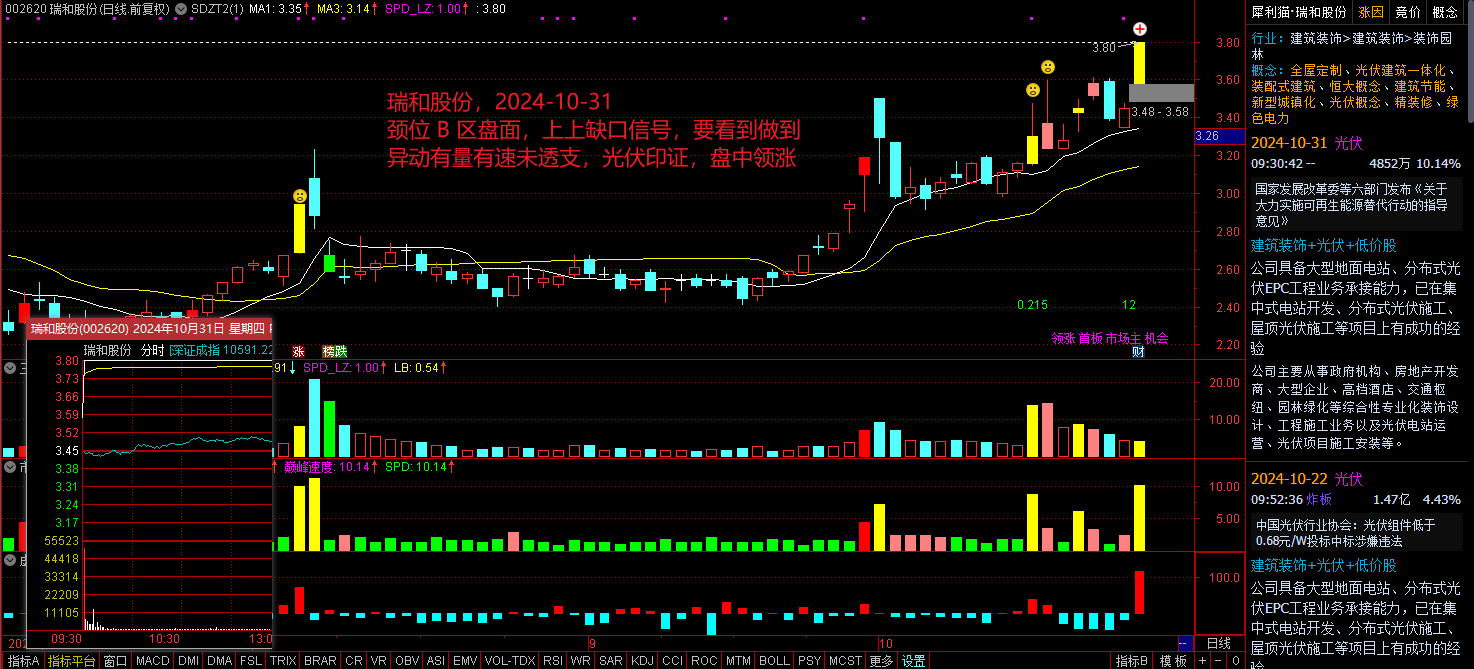 002620 瑞和股份(日线.前复权) SDZT2(1) MA1: 3.35↑ MA3: 3.14↑ SPD_LZ: 1.00↑ : 3.80
3.80
瑞和股份，2024-10-31
颈位 B 区盘面，上上缺口信号，要看到做到
异动有量有速未透支，光伏印证，盘中领涨
3.48 - 3.58
0.215
12
领涨 首板 市场主 机会
涨
榜跌
财
3.80
3.60
3.40
3.26
3.20
3.00
2.80
2.60
2.40
2.20
瑞和股份(002620) 2024年10月31日 星期四
瑞和股份 分时 深证成指 10591.22
3.80
3.73
3.66
3.59
3.52
3.45
3.38
3.31
3.24
3.17
55523
44418
33314
22209
11105
09:30
10:30
13:0
91↓ SPD_LZ: 1.00↑ LB: 0.54↑
20.00
10.00
巅峰速度: 10.14↑ SPD: 10.14↑
10.00
5.00
100.0
9
10
日线
指标A 指标平台 窗口 MACD DMI DMA FSL TRIX BRAR CR VR OBV ASI EMV VOL-TDX RSI WR SAR KDJ CCI ROC MTM BOLL PSY MCST 更多 设置
指标B 模板 + − 0
犀利猫·瑞和股份 涨因 竞价 概念
行业：建筑装饰>建筑装饰>装饰园
林
概念：全屋定制、光伏建筑一体化、
装配式建筑、恒大概念、建筑节能、
新型城镇化、光伏概念、精装修、绿
色电力
2024-10-31 光伏
09:30:42 -- 4852万 10.14%
国家发展改革委等六部门发布《关于
大力实施可再生能源替代行动的指导
意见》
建筑装饰+光伏+低价股
公司具备大型地面电站、分布式光
伏EPC工程业务承接能力，已在集
中式电站开发、分布式光伏施工、
屋顶光伏施工等项目上有成功的经
验
公司主要从事政府机构、房地产开发
商、大型企业、高档酒店、交通枢
纽、园林绿化等综合性专业化装饰设
计、工程施工业务以及光伏电站运
营、光伏项目施工安装等。
2024-10-22 光伏
09:52:36 炸板 1.47亿 4.43%
中国光伏行业协会：光伏组件低于
0.68元/W投标中标涉嫌违法
建筑装饰+光伏+低价股
公司具备大型地面电站、分布式光
伏EPC工程业务承接能力，已在集
中式电站开发、分布式光伏施工、
屋顶光伏施工等项目上有成功的经
验